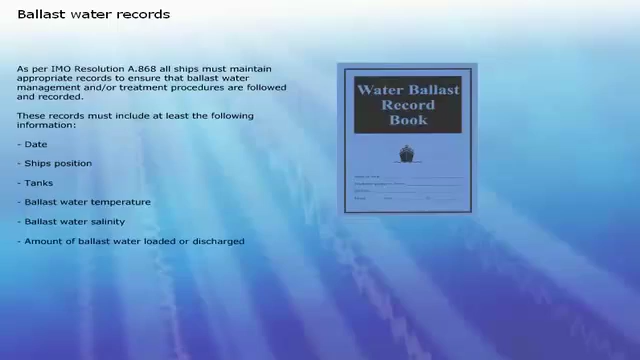 Ballast water records
As per IMO Resolution A.868 all ships must maintain
appropriate records to ensure that ballast water
management and/or treatment procedures are followed
and recorded.
These records must include at least the following
information:
- Date
- Ships position
- Tanks
- Ballast water temperature
- Ballast water salinity
- Amount of ballast water loaded or discharged
Water Ballast
Record
Book